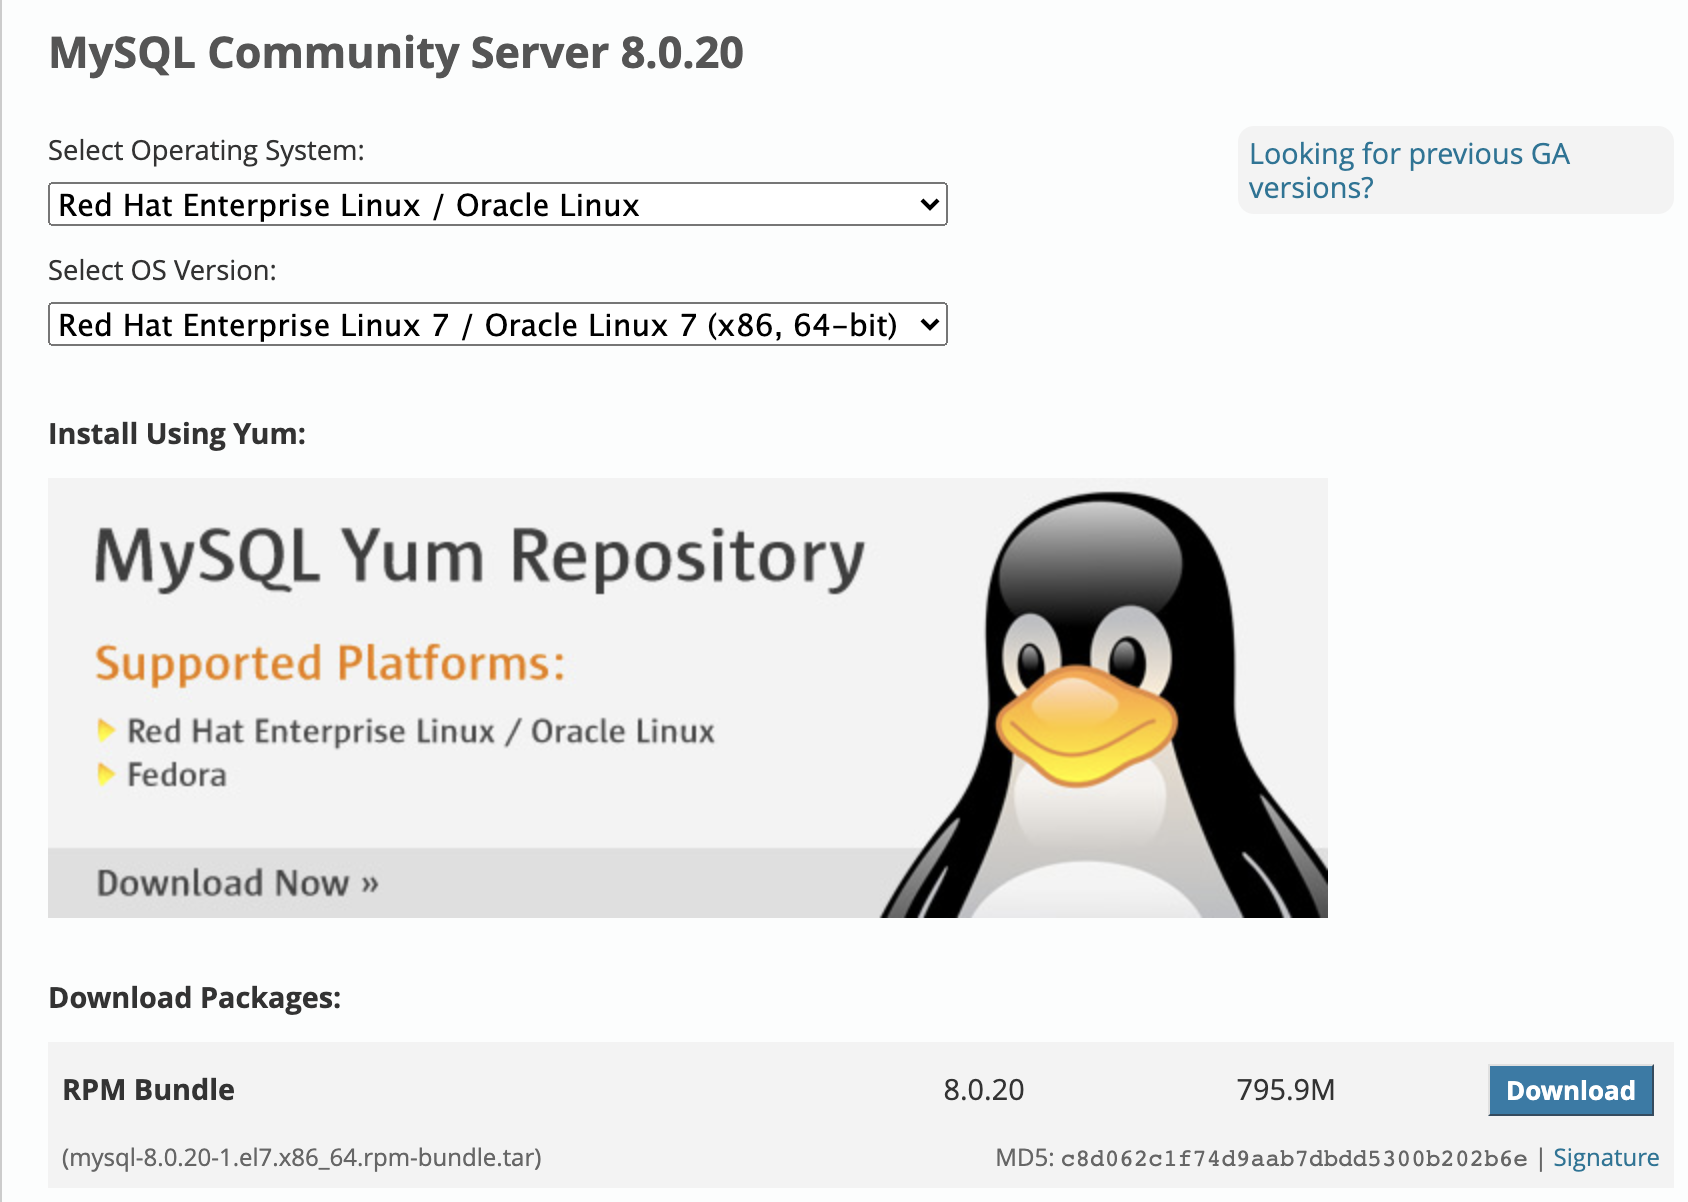 MySQL Community Server 8.0.20
Select Operating System:
Looking for previous GA
versions?
Red Hat Enterprise Linux / Oracle Linux
Select OS Version:
Red Hat Enterprise Linux 7 / Oracle Linux 7 (x86, 64-bit)
Install Using Yum:
MySQL Yum Repository
Supported Platforms:
Red Hat Enterprise Linux / Oracle Linux
Fedora
Download Now »
Download Packages:
RPM Bundle 8.0.20 795.9M Download
(mysql-8.0.20-1.el7.x86_64.rpm-bundle.tar) MD5: c8d062c1f74d9aab7dbdd5300b202b6e | Signature